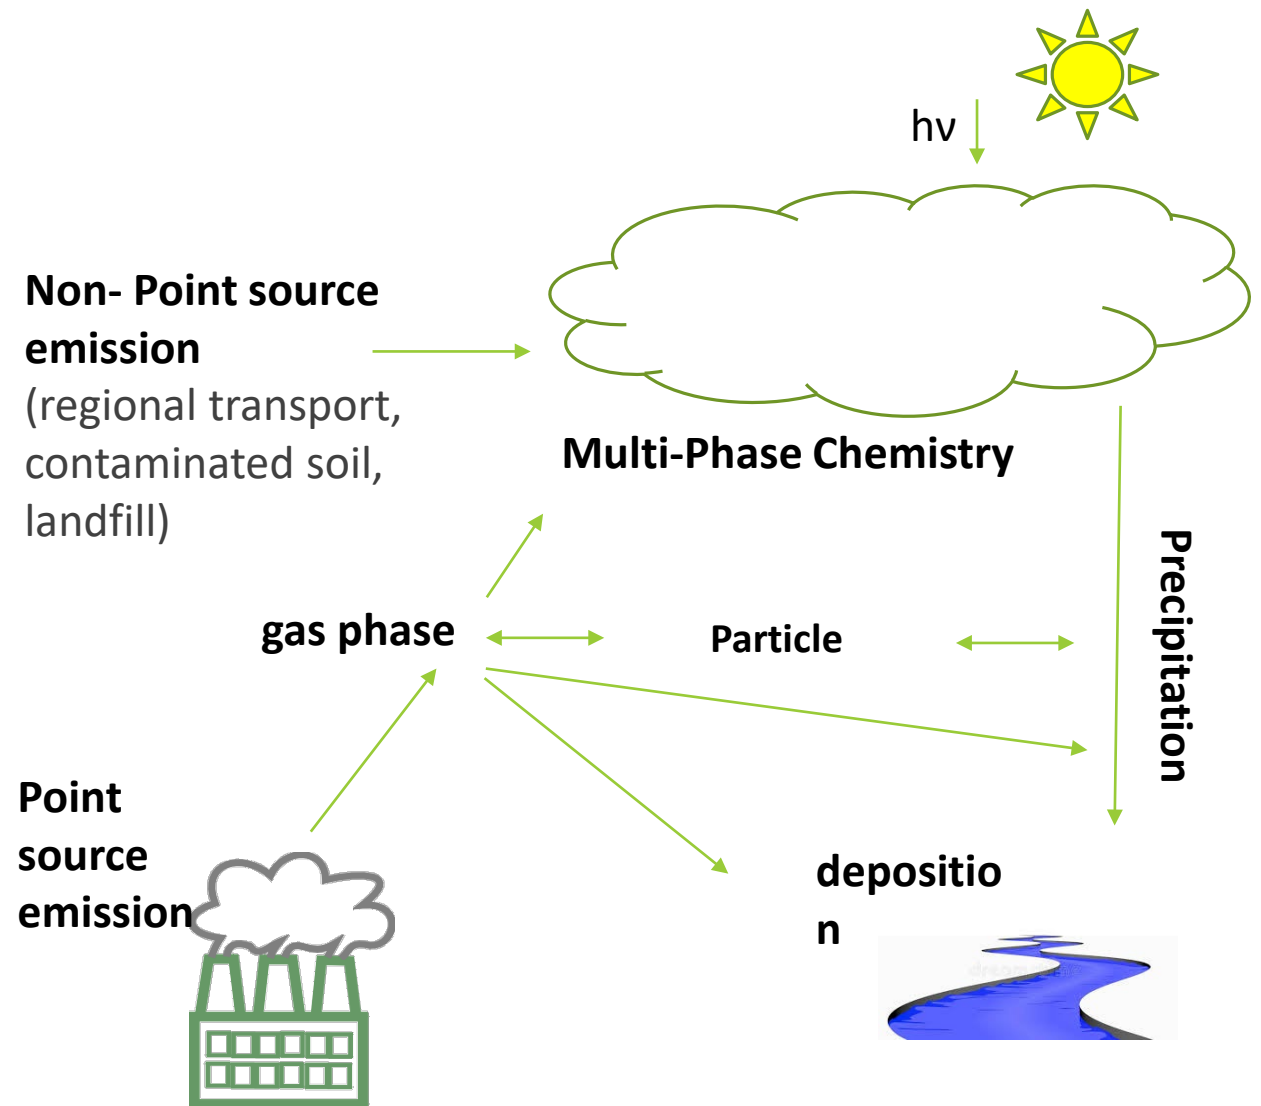 hν
Non- Point source
emission
(regional transport,
contaminated soil,
landfill)
Multi-Phase Chemistry
Precipitation
gas phase
Particle
Point
source
emission
depositio
n